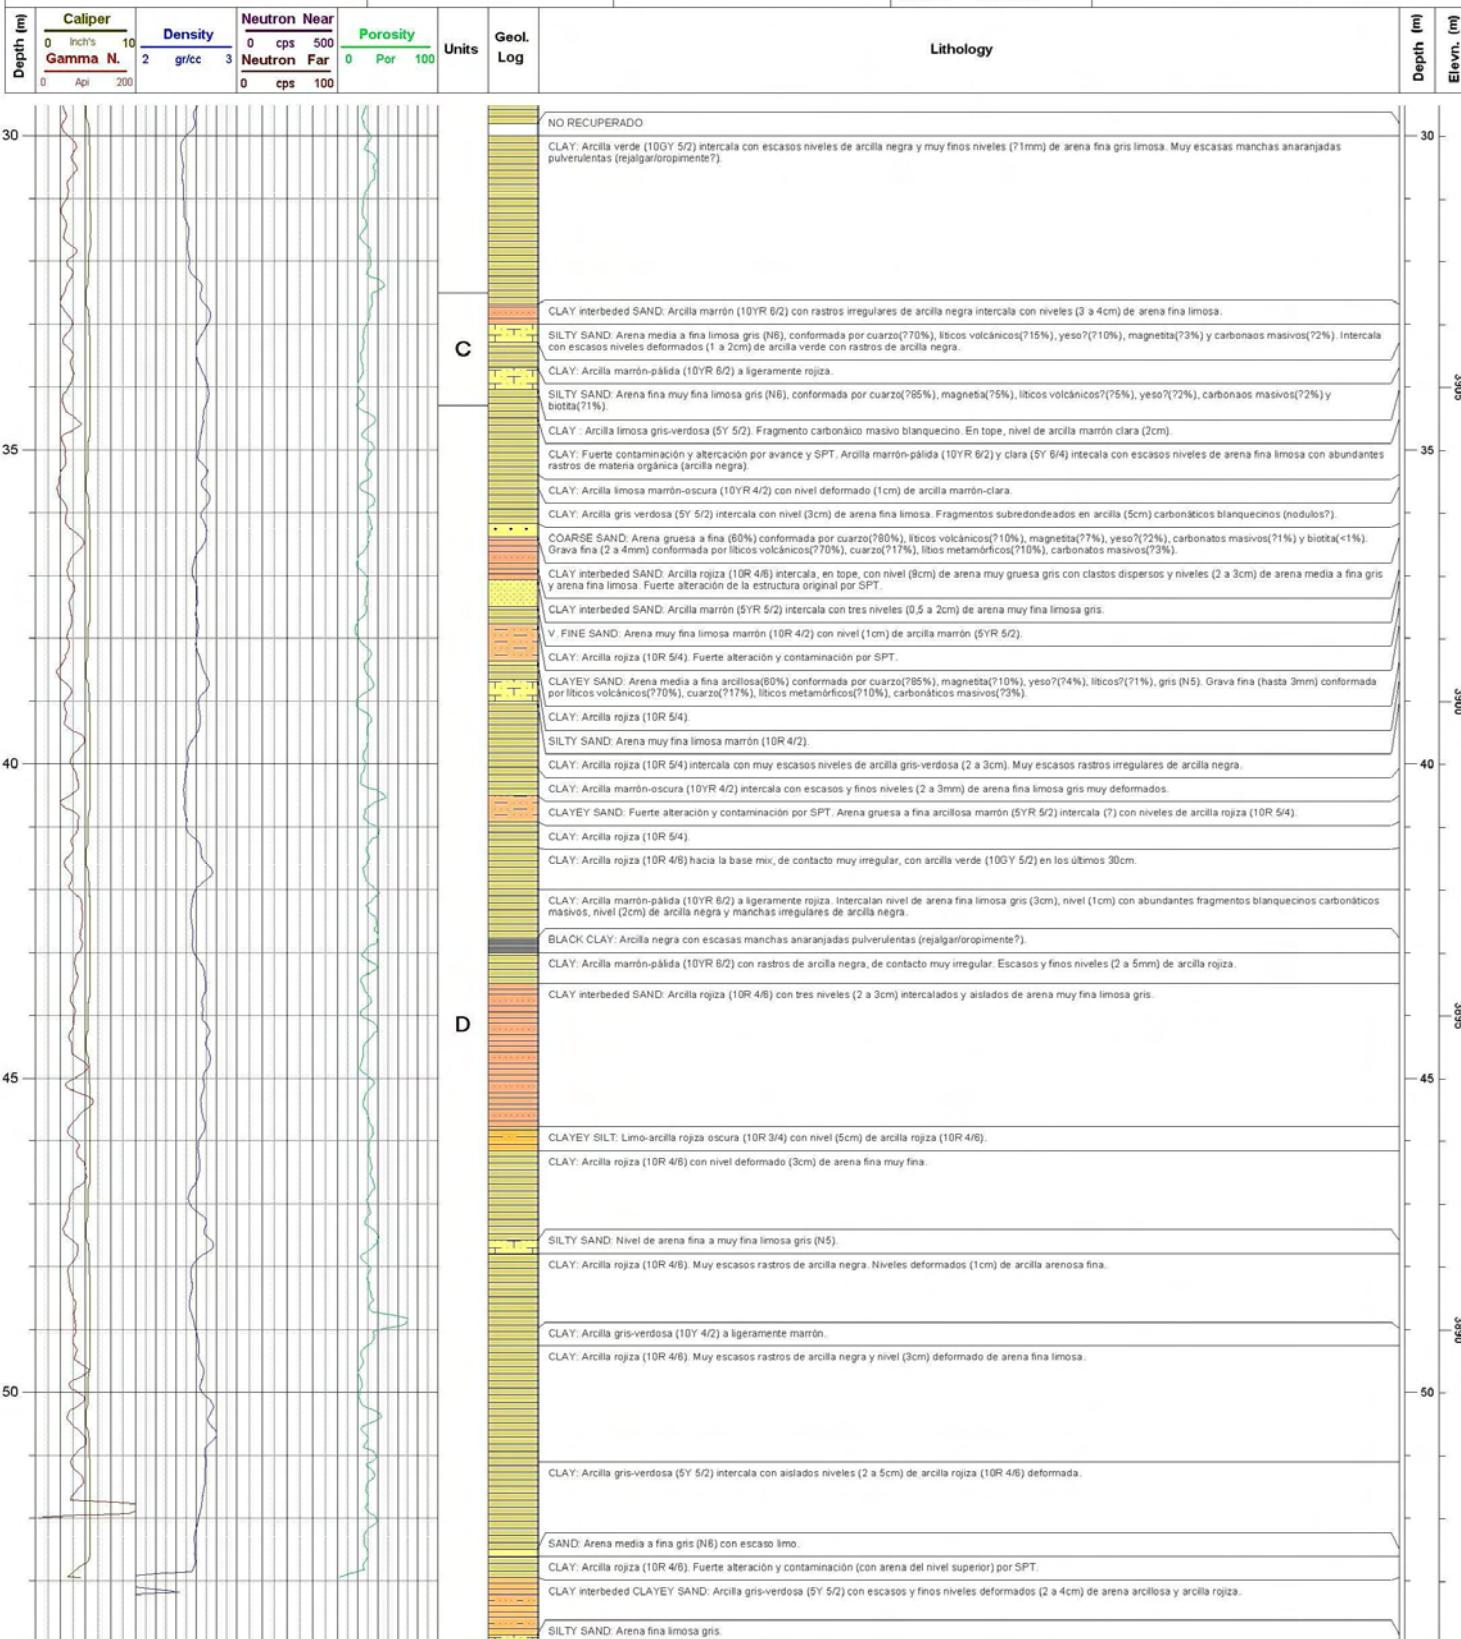 Depth (m)
Caliper
0 Inch's 10
Gamma N.
0 Api 200
Density
2 gr/cc 3
Neutron Near
0 cps 500
Neutron Far
0 cps 100
Porosity
0 Por 100
Units
Geol.
Log
Lithology
Depth (m)
Elevn. (m)
NO RECUPERADO
30
30
CLAY: Arcilla verde (10GY 5/2) intercala con escasos niveles de arcilla negra y muy finos niveles (?1mm) de arena fina gris limosa. Muy escasas manchas anaranjadas
pulverulentas (rejalgar/oropimente?).
CLAY interbeded SAND: Arcilla marrón (10YR 6/2) con rastros irregulares de arcilla negra intercala con niveles (3 a 4cm) de arena fina limosa.
C
SILTY SAND: Arena media a fina limosa gris (N6), conformada por cuarzo(?70%), líticos volcánicos(?15%), yeso?(?10%), magnetita(?3%) y carbonaos masivos(?2%). Intercala
con escasos niveles deformados (1 a 2cm) de arcilla verde con rastros de arcilla negra.
CLAY: Arcilla marrón-pálida (10YR 6/2) a ligeramente rojiza.
3905
SILTY SAND: Arena fina muy fina limosa gris (N6), conformada por cuarzo(?85%), magnetia(?5%), líticos volcánicos?(?5%), yeso?(?2%), carbonaos masivos(?2%) y
biotita(?1%).
CLAY : Arcilla limosa gris-verdosa (5Y 5/2). Fragmento carbonáico masivo blanquecino. En tope, nivel de arcilla marrón clara (2cm).
35
35
CLAY: Fuerte contaminación y altercación por avance y SPT. Arcilla marrón-pálida (10YR 6/2) y clara (5Y 6/4) intecala con escasos niveles de arena fina limosa con abundantes
rastros de materia orgánica (arcilla negra).
CLAY: Arcilla limosa marrón-oscura (10YR 4/2) con nivel deformado (1cm) de arcilla marrón-clara.
CLAY: Arcilla gris verdosa (5Y 5/2) intercala con nivel (3cm) de arena fina limosa. Fragmentos subredondeados en arcilla (5cm) carbonáticos blanquecinos (nodulos?).
COARSE SAND: Arena gruesa a fina (60%) conformada por cuarzo(?80%), líticos volcánicos(?10%), magnetita(?7%), yeso?(?2%), carbonatos masivos(?1%) y biotita(<1%).
Grava fina (2 a 4mm) conformada por líticos volcánicos(?70%), cuarzo(?17%), lítios metamórficos(?10%), carbonatos masivos(?3%).
CLAY interbeded SAND: Arcilla rojiza (10R 4/6) intercala, en tope, con nivel (8cm) de arena muy gruesa gris con clastos dispersos y niveles (2 a 3cm) de arena media a fina gris
y arena fina limosa. Fuerte alteración de la estructura original por SPT.
CLAY interbeded SAND: Arcilla marrón (5YR 5/2) intercala con tres niveles (0,5 a 2cm) de arena muy fina limosa gris.
V. FINE SAND: Arena muy fina limosa marrón (10R 4/2) con nivel (1cm) de arcilla marrón (5YR 5/2).
CLAY: Arcilla rojiza (10R 5/4). Fuerte alteración y contaminación por SPT.
CLAYEY SAND: Arena media a fina arcillosa(60%) conformada por cuarzo(?85%), magnetita(?10%), yeso?(?4%), líticos?(?1%), gris (N5). Grava fina (hasta 3mm) conformada
por líticos volcánicos(?70%), cuarzo(?17%), líticos metamórficos(?10%), carbonáticos masivos(?3%).
3900
CLAY: Arcilla rojiza (10R 5/4).
SILTY SAND: Arena muy fina limosa marrón (10R 4/2).
40
40
CLAY: Arcilla rojiza (10R 5/4) intercala con muy escasos niveles de arcilla gris-verdosa (2 a 3cm). Muy escasos rastros irregulares de arcilla negra.
CLAY: Arcilla marrón-oscura (10YR 4/2) intercala con escasos y finos niveles (2 a 3mm) de arena fina limosa gris muy deformados.
CLAYEY SAND: Fuerte alteración y contaminación por SPT. Arena gruesa a fina arcillosa marrón (5YR 5/2) intercala (?) con niveles de arcilla rojiza (10R 5/4).
CLAY: Arcilla rojiza (10R 5/4).
CLAY: Arcilla rojiza (10R 4/6) hacia la base mix, de contacto muy irregular, con arcilla verde (10GY 5/2) en los últimos 30cm.
CLAY: Arcilla marrón-pálida (10YR 6/2) a ligeramente rojiza. Intercalan nivel de arena fina limosa gris (3cm), nivel (1cm) con abundantes fragmentos blanquecinos carbonáticos
masivos, nivel (2cm) de arcilla negra y manchas irregulares de arcilla negra.
BLACK CLAY: Arcilla negra con escasas manchas anaranjadas pulverulentas (rejalgar/oropimente?).
CLAY: Arcilla marrón-pálida (10YR 6/2) con rastros de arcilla negra, de contacto muy irregular. Escasos y finos niveles (2 a 5mm) de arcilla rojiza.
CLAY interbeded SAND: Arcilla rojiza (10R 4/6) con tres niveles (2 a 3cm) intercalados y aislados de arena muy fina limosa gris.
D
3895
45
45
CLAYEY SILT: Limo-arcilla rojiza oscura (10R 3/4) con nivel (5cm) de arcilla rojiza (10R 4/6).
CLAY: Arcilla rojiza (10R 4/6) con nivel deformado (3cm) de arena fina muy fina.
SILTY SAND: Nivel de arena fina a muy fina limosa gris (N5).
CLAY: Arcilla rojiza (10R 4/6). Muy escasos rastros de arcilla negra. Niveles deformados (1cm) de arcilla arenosa fina.
3890
CLAY: Arcilla gris-verdosa (10Y 4/2) a ligeramente marrón.
CLAY: Arcilla rojiza (10R 4/6). Muy escasos rastros de arcilla negra y nivel (3cm) deformado de arena fina limosa.
50
50
CLAY: Arcilla gris-verdosa (5Y 5/2) intercala con aislados niveles (2 a 5cm) de arcilla rojiza (10R 4/6) deformada.
SAND: Arena media a fina gris (N6) con escaso limo.
CLAY: Arcilla rojiza (10R 4/6). Fuerte alteración y contaminación (con arena del nivel superior) por SPT.
CLAY interbeded CLAYEY SAND: Arcilla gris-verdosa (5Y 5/2) con escasos y finos niveles deformados (2 a 4cm) de arena arcillosa y arcilla rojiza.
SILTY SAND: Arena fina limosa gris.